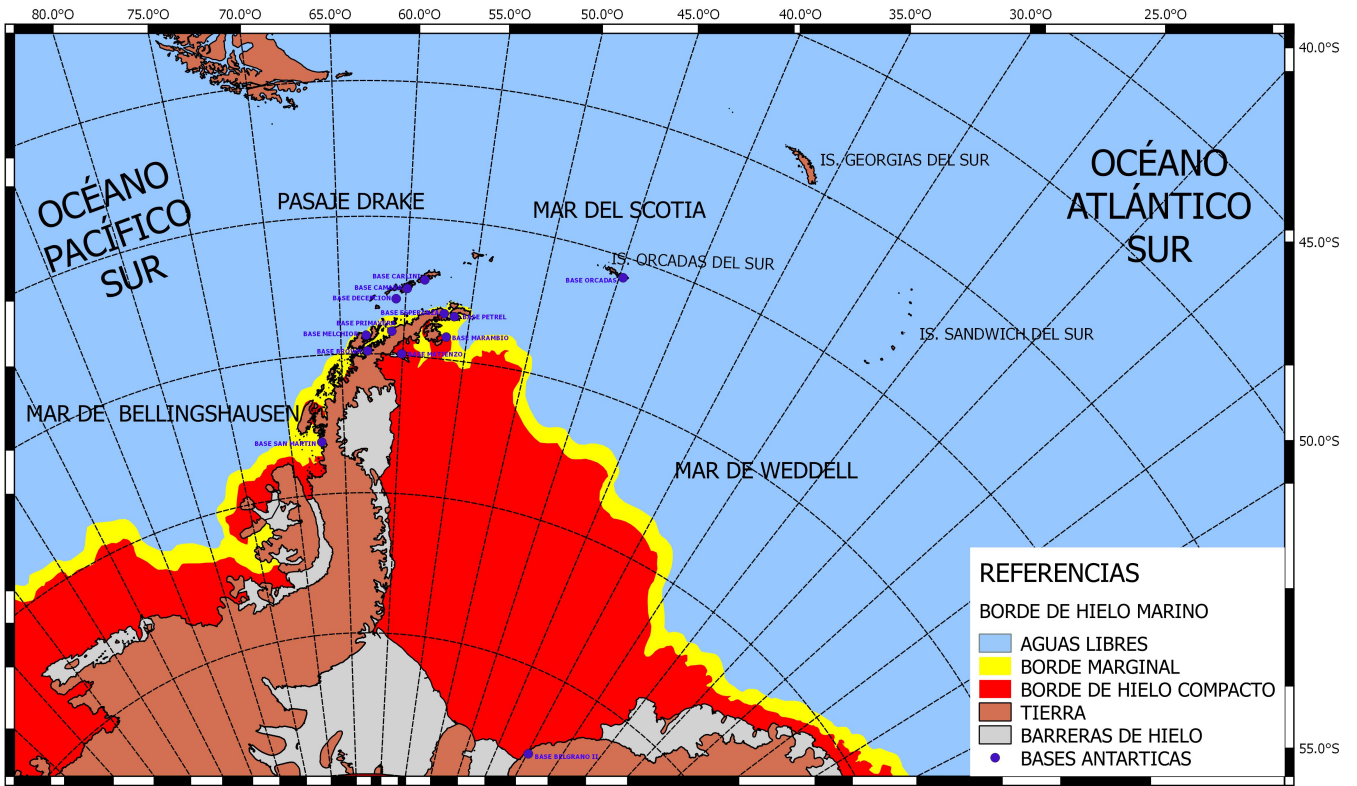 80.0°O 75.0°O 70.0°O 65.0°O 60.0°O 55.0°O 50.0°O 45.0°O 40.0°O 35.0°O 30.0°O 25.0°O
40.0°S
45.0°S
50.0°S
55.0°S
OCÉANO
PACÍFICO
SUR
PASAJE DRAKE
MAR DEL SCOTIA
IS. GEORGIAS DEL SUR
OCÉANO
ATLÁNTICO
SUR
IS. ORCADAS DEL SUR
BASE ORCADAS
BASE CARLINI
BASE DECEPCION
BASE PETREL
BASE MELCHIOR
BASE MARAMBIO
BASE MATIENZO
IS. SANDWICH DEL SUR
MAR DE BELLINGSHAUSEN
BASE SAN MARTIN
MAR DE WEDDELL
BASE BELGRANO II
REFERENCIAS
BORDE DE HIELO MARINO
AGUAS LIBRES
BORDE MARGINAL
BORDE DE HIELO COMPACTO
TIERRA
BARRERAS DE HIELO
BASES ANTARTICAS